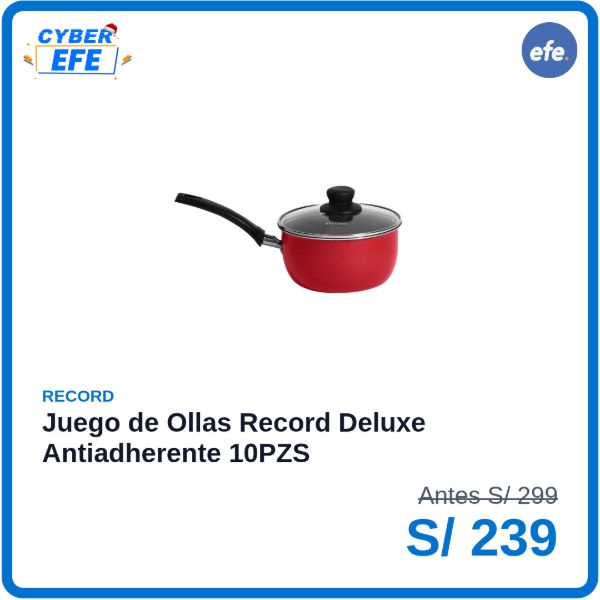 CYBER
EFE
efe.
RECORD
Juego de Ollas Record Deluxe
Antiadherente 10PZS
Antes S/ 299
S/ 239